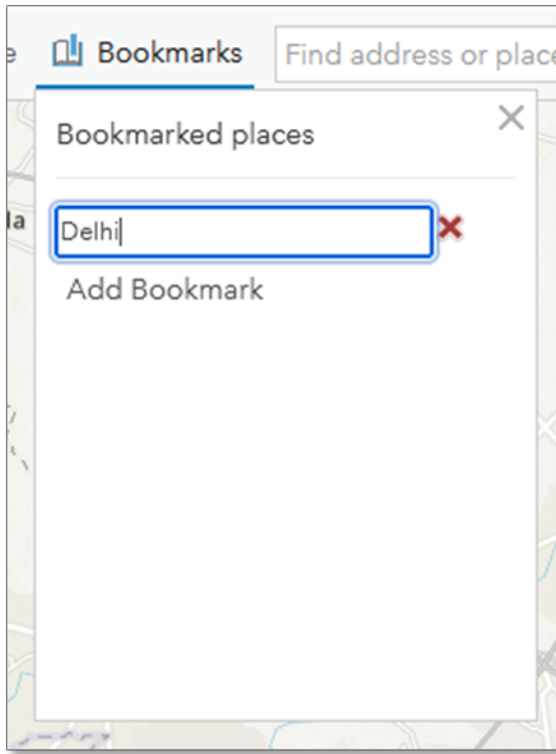 Bookmarks
Find address or place
Bookmarked places
Delhi
Add Bookmark